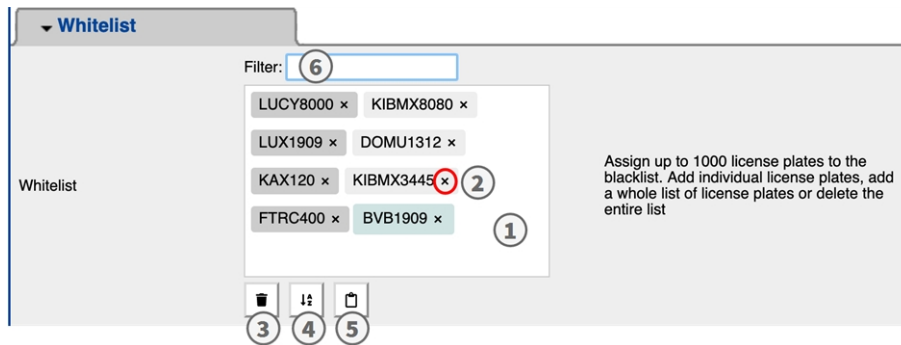 Whitelist
Filter: 6
LUCY8000 × KIBMX8080 ×
LUX1909 × DOMU1312 ×
KAX120 × KIBMX3445 × 2
FTRC400 × BVB1909 × 1
Whitelist
Assign up to 1000 license plates to the
blacklist. Add individual license plates, add
a whole list of license plates or delete the
entire list
3 4 5